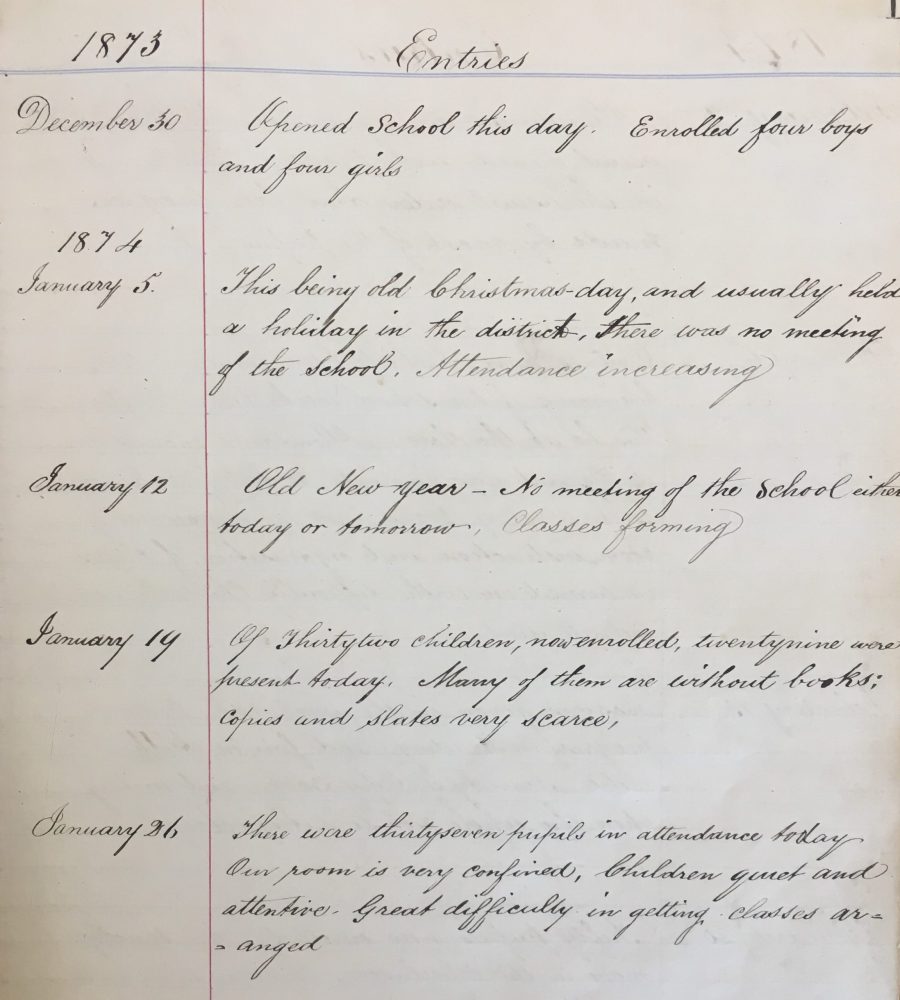 1873 Entries
December 30 Opened School this day. Enrolled four boys
and four girls
1874
January 5. This being old Christmas-day, and usually held
a holiday in the district, there was no meeting
of the School. Attendance increasing
January 12 Old New year – No meeting of the School either
today or tomorrow, Classes forming
January 19 Of Thirtytwo children, now enrolled, twentynine were
present today. Many of them are without books;
copies and slates very scarce,
January 26 There were thirtyseven pupils in attendance today
Our room is very confined, Children quiet and
attentive. Great difficully in getting classes ar=
= anged